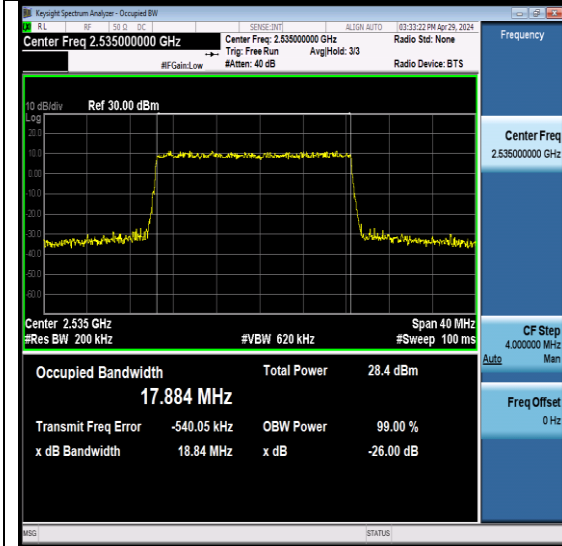 Keysight Spectrum Analyzer - Occupied BW
RL RF 50 Ω DC SENSE:INT ALIGN AUTO 03:33:22 PM Apr 29, 2024
Center Freq 2.535000000 GHz
Center Freq: 2.535000000 GHz Radio Std: None
Trig: Free Run Avg|Hold: 3/3
#IFGain:Low #Atten: 40 dB Radio Device: BTS
Frequency
10 dB/div Ref 30.00 dBm
Log
20.0
10.0
0.00
-10.0
-20.0
-30.0
-40.0
-50.0
-60.0
Center Freq
2.535000000 GHz
Center 2.535 GHz Span 40 MHz
#Res BW 200 kHz #VBW 620 kHz #Sweep 100 ms
CF Step
4.000000 MHz
Auto Man
Occupied Bandwidth Total Power 28.4 dBm
17.884 MHz
Transmit Freq Error -540.05 kHz OBW Power 99.00 %
x dB Bandwidth 18.84 MHz x dB -26.00 dB
Freq Offset
0 Hz
MSG STATUS